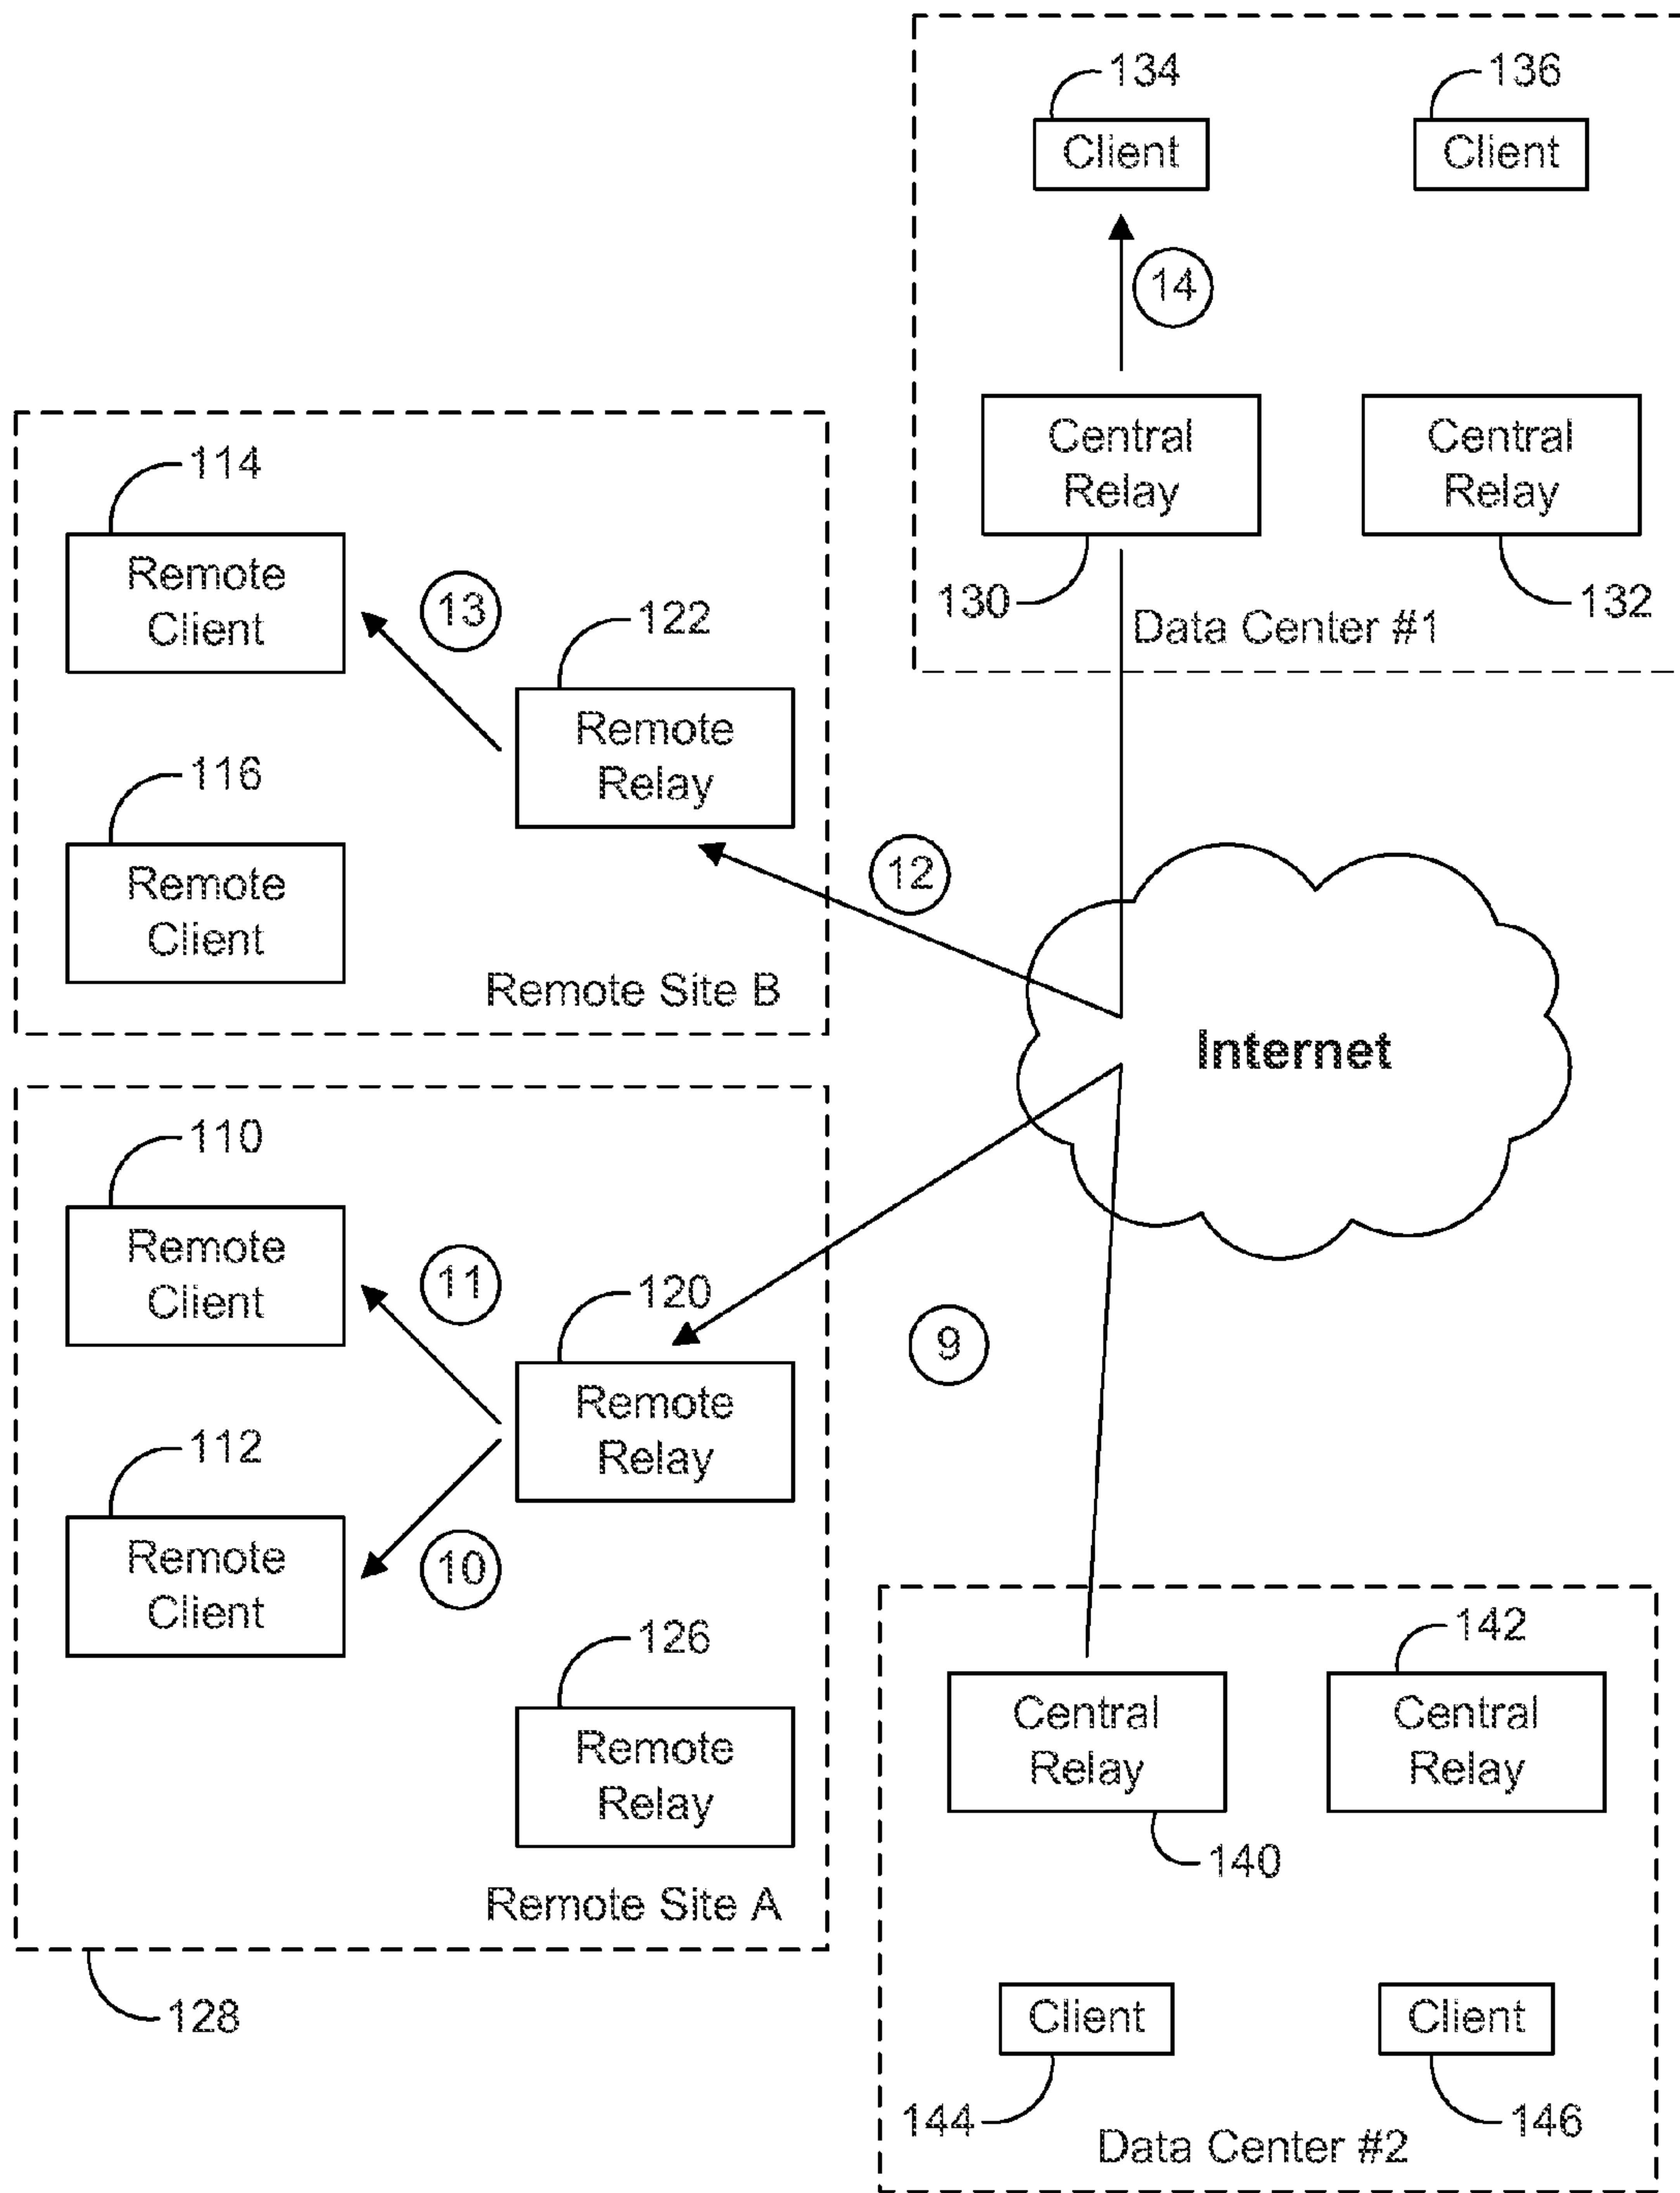 134
136
Client
Client
14
Central
Relay
Central
Relay
130
132
Data Center #1
114
Remote
Client
13
122
Remote
Relay
116
Remote
Client
12
Remote Site B
Internet
110
Remote
Client
11
120
Remote
Relay
9
112
Remote
Client
10
126
Remote
Relay
Remote Site A
128
142
Central
Relay
Central
Relay
140
Client
Client
144
146
Data Center #2